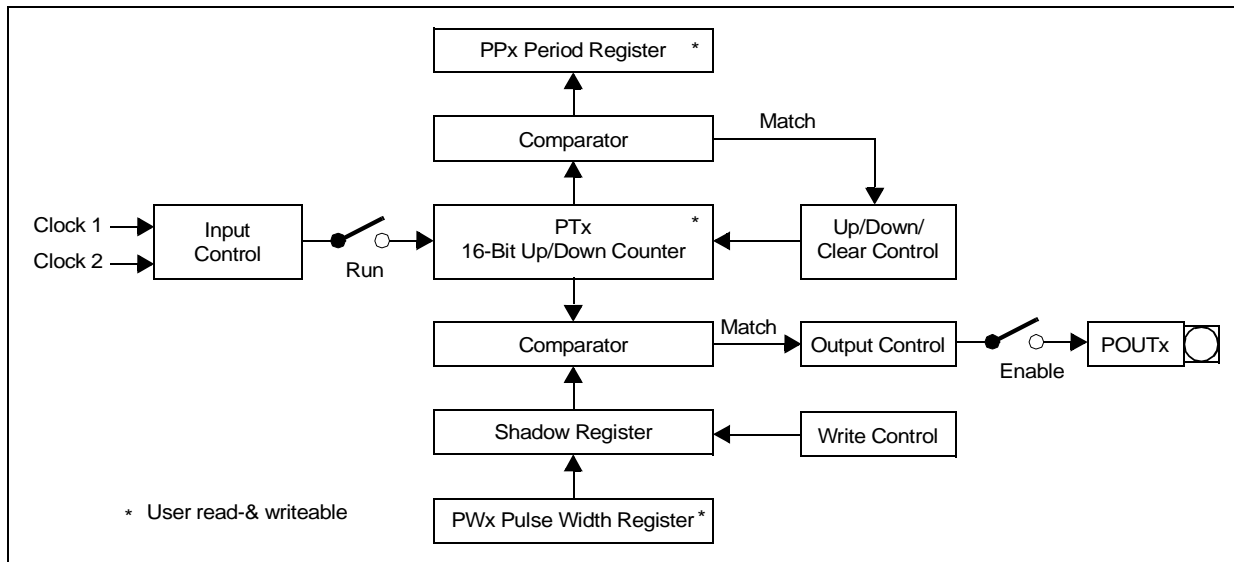 PPx Period Register *
Comparator
Match
Clock 1
Clock 2
Input
Control
Run
PTx *
16-Bit Up/Down Counter
Up/Down/
Clear Control
Comparator
Match
Output Control
Enable
POUTx
Shadow Register
Write Control
* User read-& writeable
PWx Pulse Width Register *